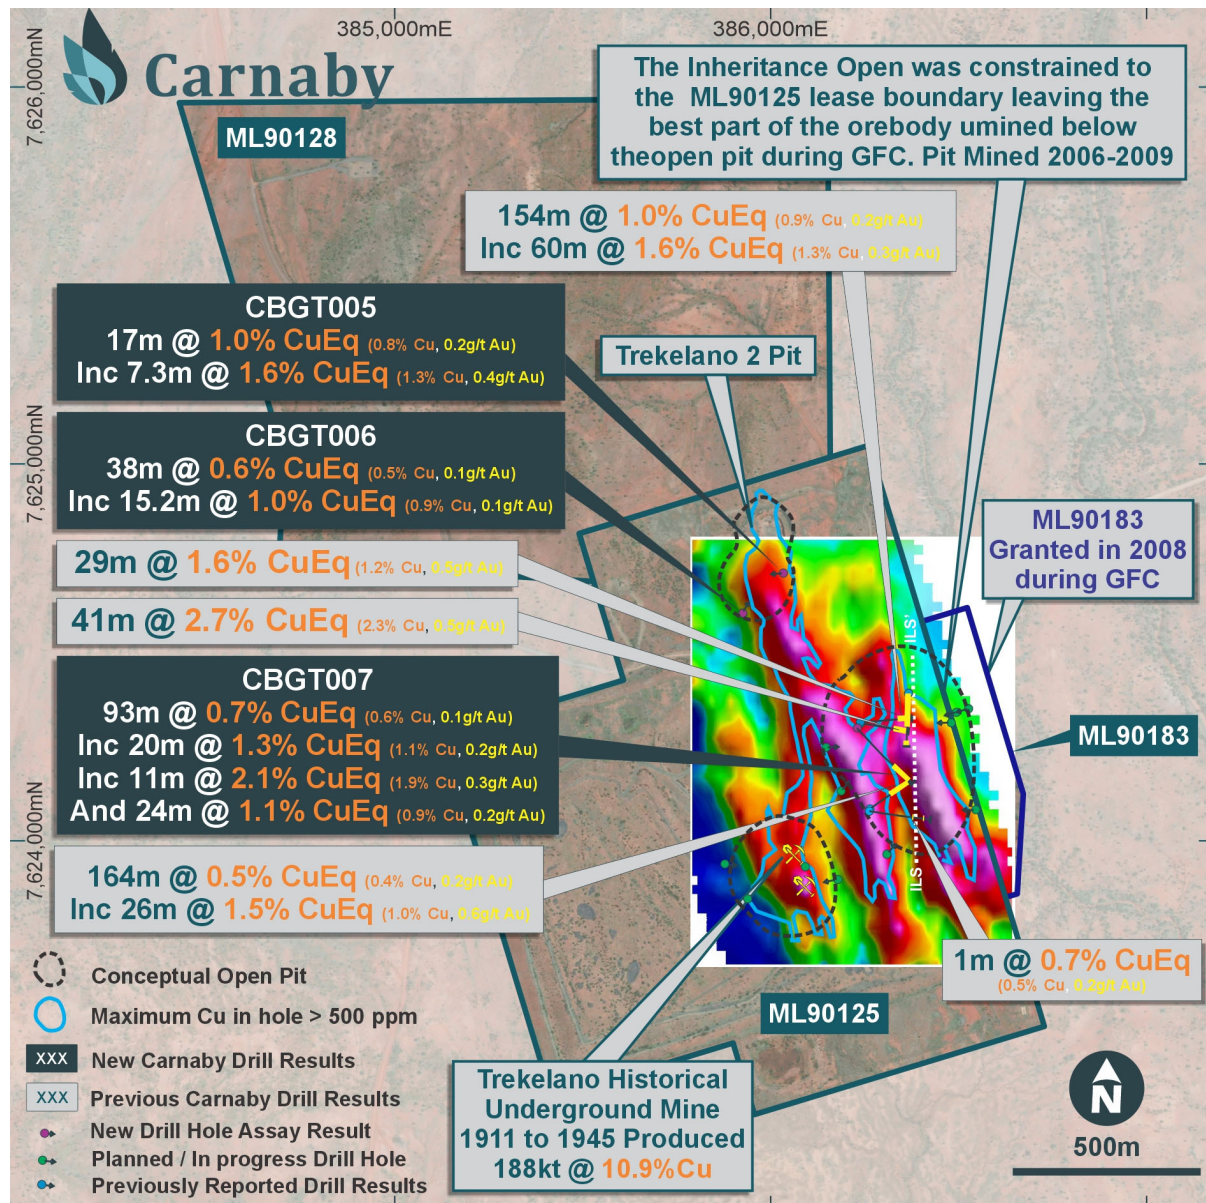 385,000mE
386,000mE
7,626,000mN
7,625,000mN
7,624,000mN
Carnaby
ML90128
The Inheritance Open was constrained to
the ML90125 lease boundary leaving the
best part of the orebody umined below
theopen pit during GFC. Pit Mined 2006-2009
154m @ 1.0% CuEq (0.9% Cu, 0.2g/t Au)
Inc 60m @ 1.6% CuEq (1.3% Cu, 0.3g/t Au)
CBGT005
17m @ 1.0% CuEq (0.8% Cu, 0.2g/t Au)
Inc 7.3m @ 1.6% CuEq (1.3% Cu, 0.4g/t Au)
Trekelano 2 Pit
CBGT006
38m @ 0.6% CuEq (0.5% Cu, 0.1g/t Au)
Inc 15.2m @ 1.0% CuEq (0.9% Cu, 0.1g/t Au)
ML90183
Granted in 2008
during GFC
29m @ 1.6% CuEq (1.2% Cu, 0.5g/t Au)
41m @ 2.7% CuEq (2.3% Cu, 0.5g/t Au)
ILS'
CBGT007
93m @ 0.7% CuEq (0.6% Cu, 0.1g/t Au)
Inc 20m @ 1.3% CuEq (1.1% Cu, 0.2g/t Au)
Inc 11m @ 2.1% CuEq (1.9% Cu, 0.3g/t Au)
And 24m @ 1.1% CuEq (0.9% Cu, 0.2g/t Au)
ML90183
164m @ 0.5% CuEq (0.4% Cu, 0.2g/t Au)
Inc 26m @ 1.5% CuEq (1.0% Cu, 0.6g/t Au)
ILS
1m @ 0.7% CuEq
(0.5% Cu, 0.2g/t Au)
ML90125
Conceptual Open Pit
Maximum Cu in hole > 500 ppm
XXX New Carnaby Drill Results
XXX Previous Carnaby Drill Results
New Drill Hole Assay Result
Planned / In progress Drill Hole
Previously Reported Drill Results
Trekelano Historical
Underground Mine
1911 to 1945 Produced
188kt @ 10.9%Cu
N
500m